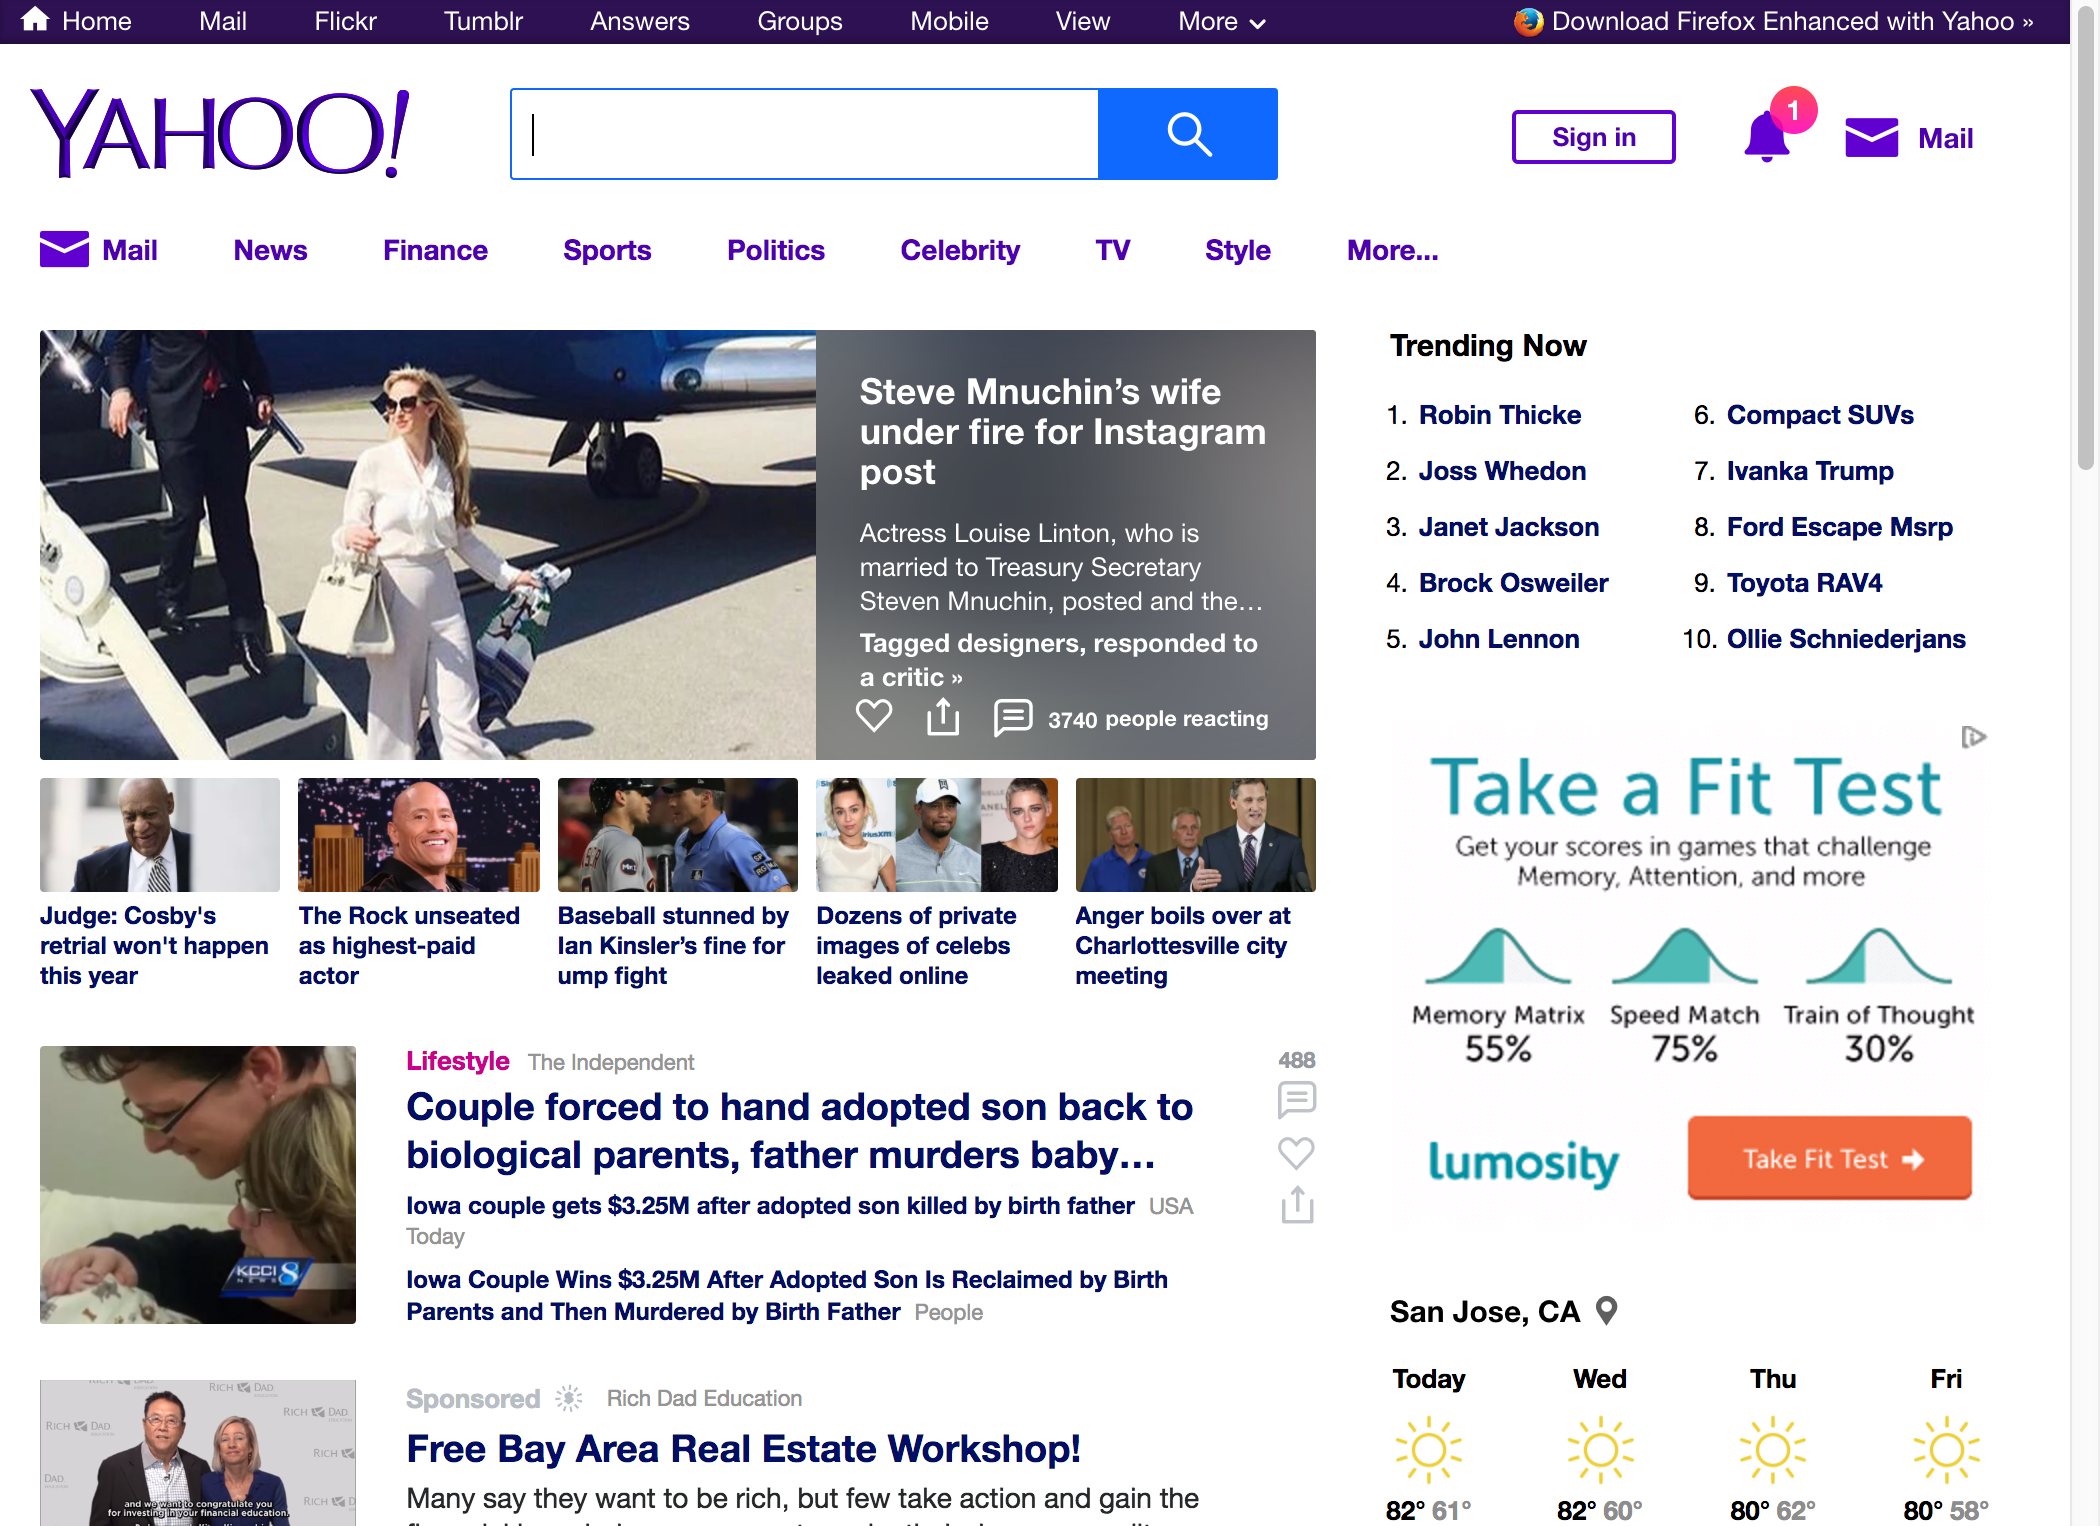 Home Mail Flickr Tumblr Answers Groups Mobile View More Download Firefox Enhanced with Yahoo »
YAHOO!
Sign in
1
Mail
Mail News Finance Sports Politics Celebrity TV Style More...
Steve Mnuchin’s wife
under fire for Instagram
post
Actress Louise Linton, who is
married to Treasury Secretary
Steven Mnuchin, posted and the...
Tagged designers, responded to
a critic »
3740 people reacting
Judge: Cosby's
retrial won't happen
this year
The Rock unseated
as highest-paid
actor
Baseball stunned by
Ian Kinsler’s fine for
ump fight
Dozens of private
images of celebs
leaked online
Anger boils over at
Charlottesville city
meeting
Lifestyle The Independent
488
Couple forced to hand adopted son back to
biological parents, father murders baby...
Iowa couple gets $3.25M after adopted son killed by birth father USA
Today
Iowa Couple Wins $3.25M After Adopted Son Is Reclaimed by Birth
Parents and Then Murdered by Birth Father People
KCCI 8
NEWS
Sponsored Rich Dad Education
Free Bay Area Real Estate Workshop!
Many say they want to be rich, but few take action and gain the
RICH DAD
RICH DAD
RICH DAD
RICH
DAD
RICH D
and we want to congratulate you
for investing in your financial education.
Trending Now
1. Robin Thicke
2. Joss Whedon
3. Janet Jackson
4. Brock Osweiler
5. John Lennon
6. Compact SUVs
7. Ivanka Trump
8. Ford Escape Msrp
9. Toyota RAV4
10. Ollie Schniederjans
Take a Fit Test
Get your scores in games that challenge
Memory, Attention, and more
Memory Matrix Speed Match Train of Thought
55% 75% 30%
lumosity
Take Fit Test
San Jose, CA
Today Wed Thu Fri
82° 61° 82° 60° 80° 62° 80° 58°